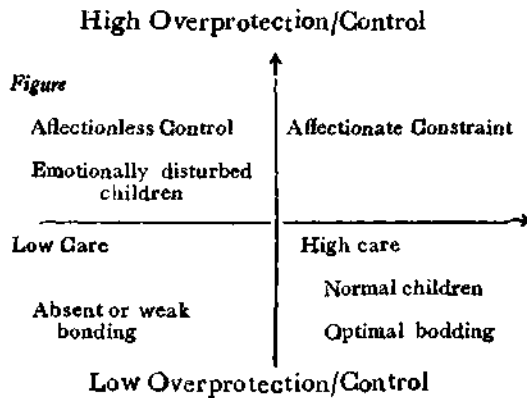 High Overprotection/Control
Figure
Affectionless Control
Affectionate Constraint
Emotionally disturbed
children
Low Care
High care
Normal children
Absent or weak
bonding
Optimal bodding
Low Overprotection/Control